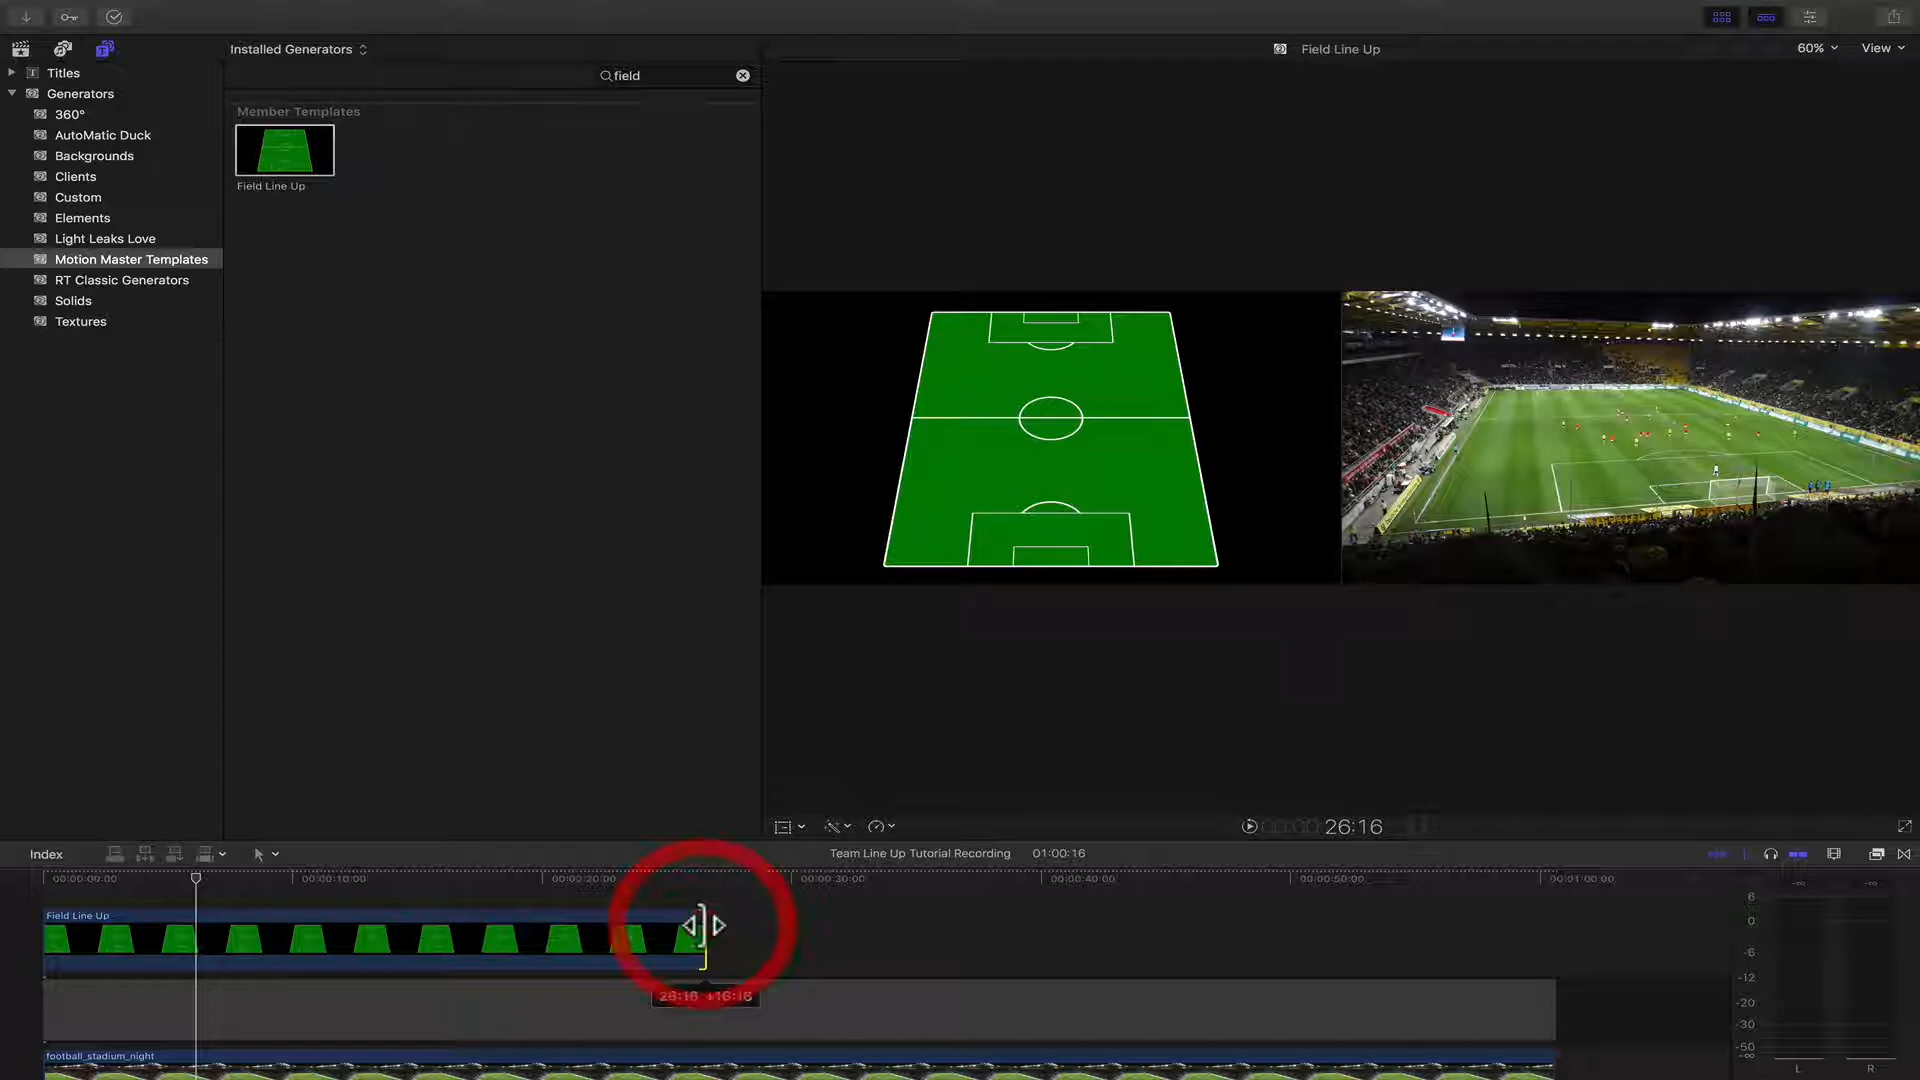 Installed Generators
Field Line Up
60%
View
Titles
field
Generators
Member Templates
360°
AutoMatic Duck
Backgrounds
Clients
Field Line Up
Custom
Elements
Light Leaks Love
Motion Master Templates
RT Classic Generators
Solids
Textures
26:16
Index
Team Line Up Tutorial Recording
01:00:16
00:00:00:00
00:00:10:00
00:00:20:00
00:00:30:00
00:00:40:00
00:00:50:00
00:01:00:00
6
0
-6
-12
-20
-30
-50
-∞
L
R
Field Line Up
26:16 +16:16
football_stadium_night